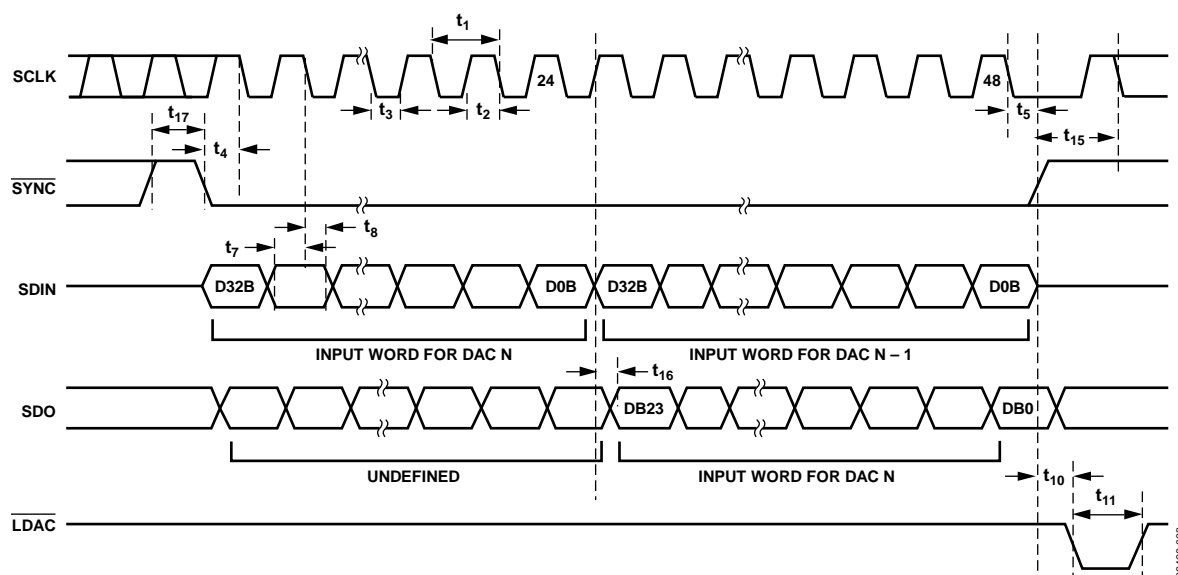 t1
SCLK
24
48
t3
t2
t5
t17
t15
t4
SYNC
t8
t7
SDIN
D32B
D0B
D32B
D0B
INPUT WORD FOR DAC N
INPUT WORD FOR DAC N – 1
t16
SDO
DB23
DB0
UNDEFINED
INPUT WORD FOR DAC N
t10
t11
LDAC